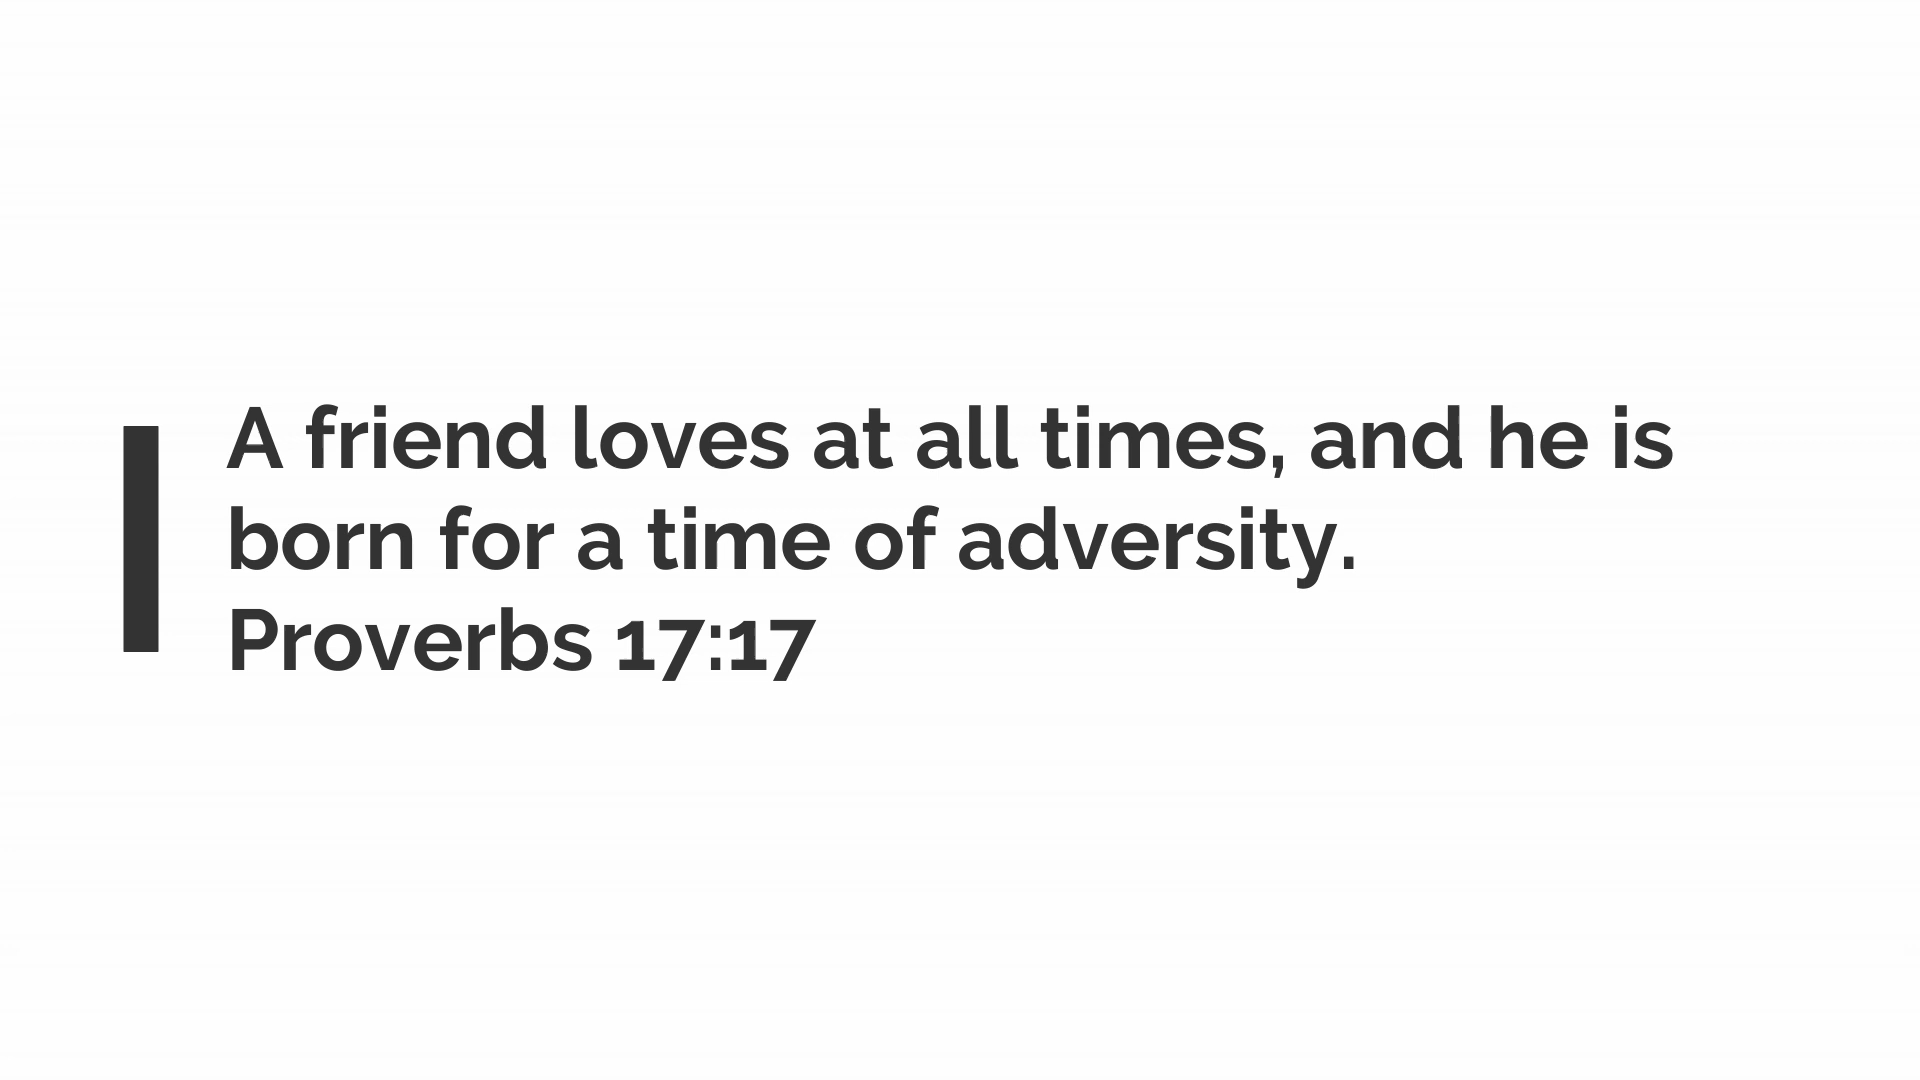 A friend loves at all times, and he is
born for a time of adversity.
Proverbs 17:17